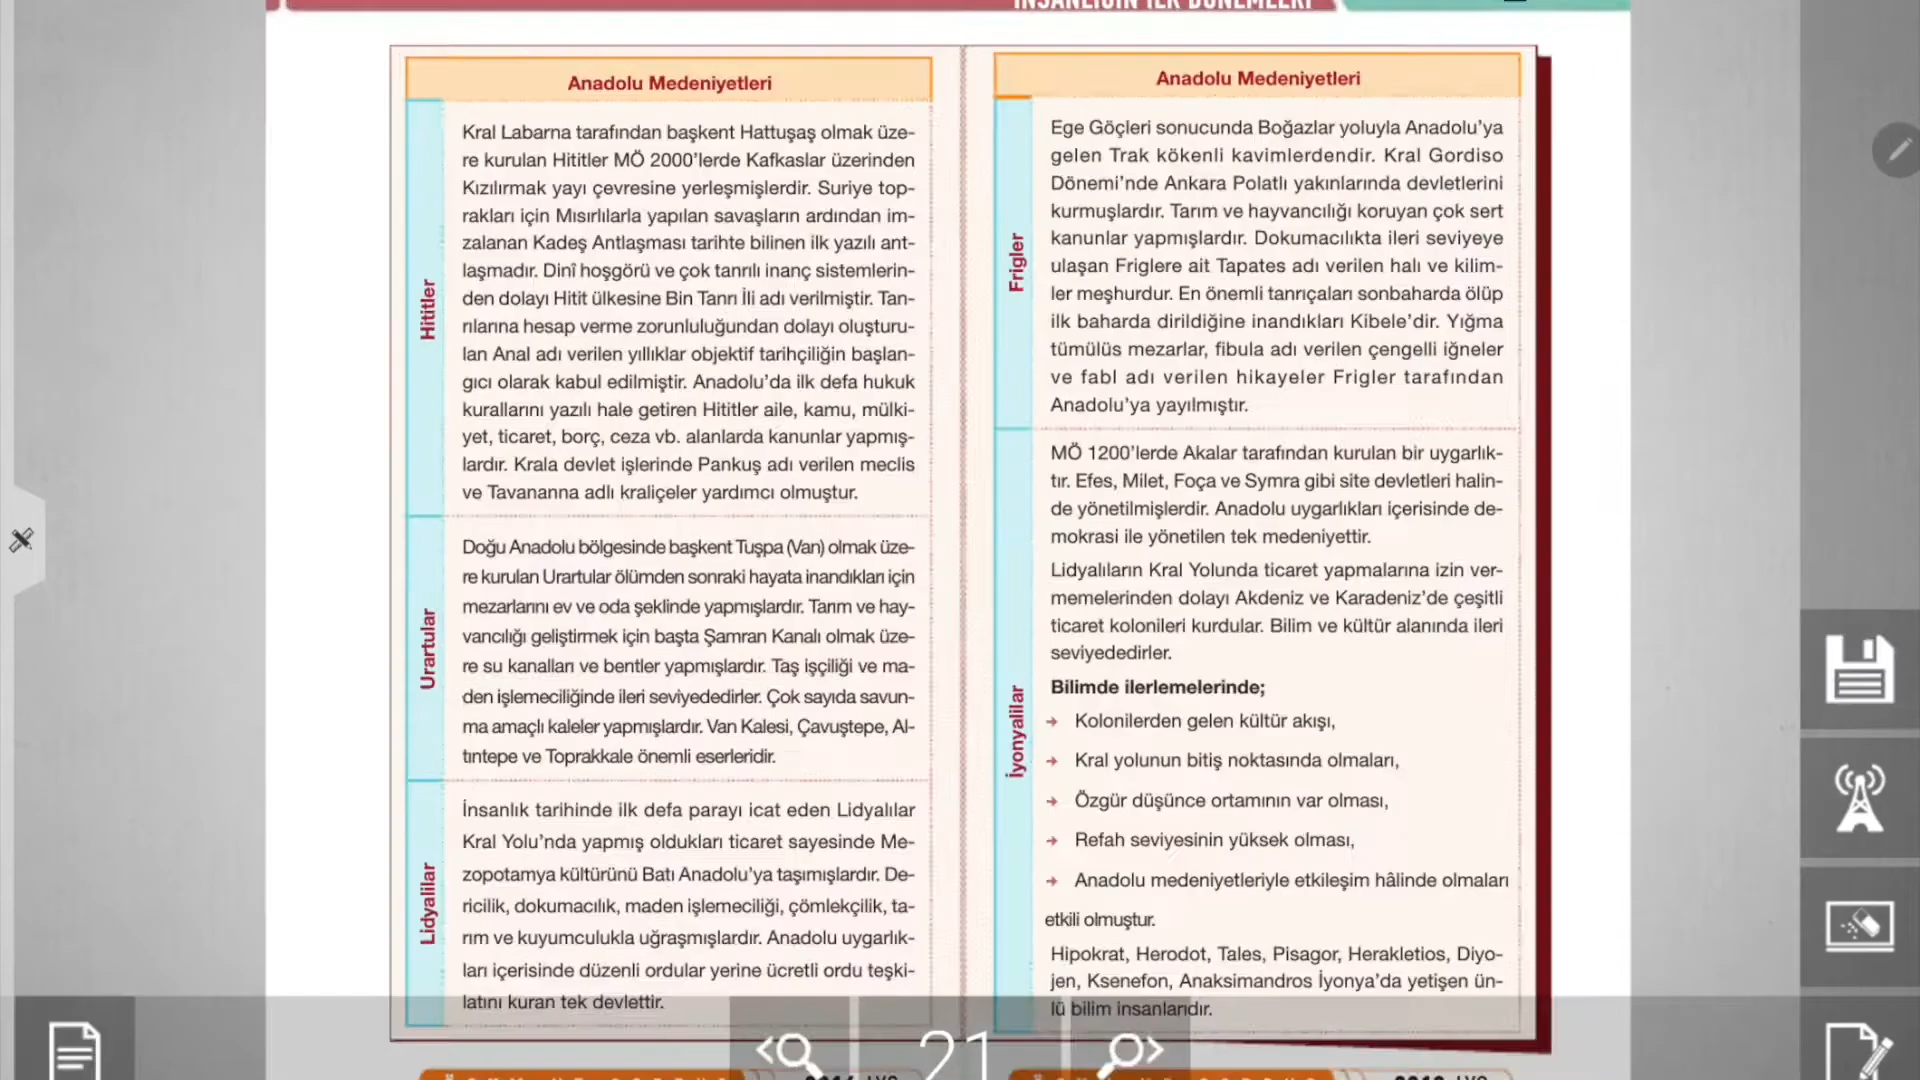 İNSANLIĞIN İLK DÖNEMLERİ
Anadolu Medeniyetleri
Hititler
Kral Labarna tarafından başkent Hattuşaş olmak üze-
re kurulan Hititler MÖ 2000’lerde Kafkaslar üzerinden
Kızılırmak yayı çevresine yerleşmişlerdir. Suriye top-
rakları için Mısırlılarla yapılan savaşların ardından im-
zalanan Kadeş Antlaşması tarihte bilinen ilk yazılı ant-
laşmadır. Dinî hoşgörü ve çok tanrılı inanç sistemlerin-
den dolayı Hitit ülkesine Bin Tanrı İli adı verilmiştir. Tan-
rılarına hesap verme zorunluluğundan dolayı oluşturu-
lan Anal adı verilen yıllıklar objektif tarihçiliğin başlan-
gıcı olarak kabul edilmiştir. Anadolu’da ilk defa hukuk
kurallarını yazılı hale getiren Hititler aile, kamu, mülki-
yet, ticaret, borç, ceza vb. alanlarda kanunlar yapmış-
lardır. Krala devlet işlerinde Pankuş adı verilen meclis
ve Tavananna adlı kraliçeler yardımcı olmuştur.
Urartular
Doğu Anadolu bölgesinde başkent Tuşpa (Van) olmak üze-
re kurulan Urartular ölümden sonraki hayata inandıkları için
mezarlarını ev ve oda şeklinde yapmışlardır. Tarım ve hay-
vancılığı geliştirmek için başta Şamran Kanalı olmak üze-
re su kanalları ve bentler yapmışlardır. Taş işçiliği ve ma-
den işlemeciliğinde ileri seviyededirler. Çok sayıda savun-
ma amaçlı kaleler yapmışlardır. Van Kalesi, Çavuştepe, Al-
tıntepe ve Toprakkale önemli eserleridir.
Lidyalılar
İnsanlık tarihinde ilk defa parayı icat eden Lidyalılar
Kral Yolu’nda yapmış oldukları ticaret sayesinde Me-
zopotamya kültürünü Batı Anadolu’ya taşımışlardır. De-
ricilik, dokumacılık, maden işlemeciliği, çömlekçilik, ta-
rım ve kuyumculukla uğraşmışlardır. Anadolu uygarlık-
ları içerisinde düzenli ordular yerine ücretli ordu teşki-
latını kuran tek devlettir.
Anadolu Medeniyetleri
Frigler
Ege Göçleri sonucunda Boğazlar yoluyla Anadolu’ya
gelen Trak kökenli kavimlerdendir. Kral Gordiso
Dönemi’nde Ankara Polatlı yakınlarında devletlerini
kurmuşlardır. Tarım ve hayvancılığı koruyan çok sert
kanunlar yapmışlardır. Dokumacılıkta ileri seviyeye
ulaşan Friglere ait Tapates adı verilen halı ve kilim-
ler meşhurdur. En önemli tanrıçaları sonbaharda ölüp
ilk baharda dirildiğine inandıkları Kibele’dir. Yığma
tümülüs mezarlar, fibula adı verilen çengelli iğneler
ve fabl adı verilen hikayeler Frigler tarafından
Anadolu’ya yayılmıştır.
İyonyalılar
MÖ 1200’lerde Akalar tarafından kurulan bir uygarlık-
tır. Efes, Milet, Foça ve Symra gibi site devletleri halin-
de yönetilmişlerdir. Anadolu uygarlıkları içerisinde de-
mokrasi ile yönetilen tek medeniyettir.
Lidyalıların Kral Yolunda ticaret yapmalarına izin ver-
memelerinden dolayı Akdeniz ve Karadeniz’de çeşitli
ticaret kolonileri kurdular. Bilim ve kültür alanında ileri
seviyededirler.
Bilimde ilerlemelerinde;
→ Kolonilerden gelen kültür akışı,
→ Kral yolunun bitiş noktasında olmaları,
→ Özgür düşünce ortamının var olması,
→ Refah seviyesinin yüksek olması,
→ Anadolu medeniyetleriyle etkileşim hâlinde olmaları
etkili olmuştur.
Hipokrat, Herodot, Tales, Pisagor, Herakletios, Diyo-
jen, Ksenefon, Anaksimandros İyonya’da yetişen ün-
lü bilim insanlarıdır.
21